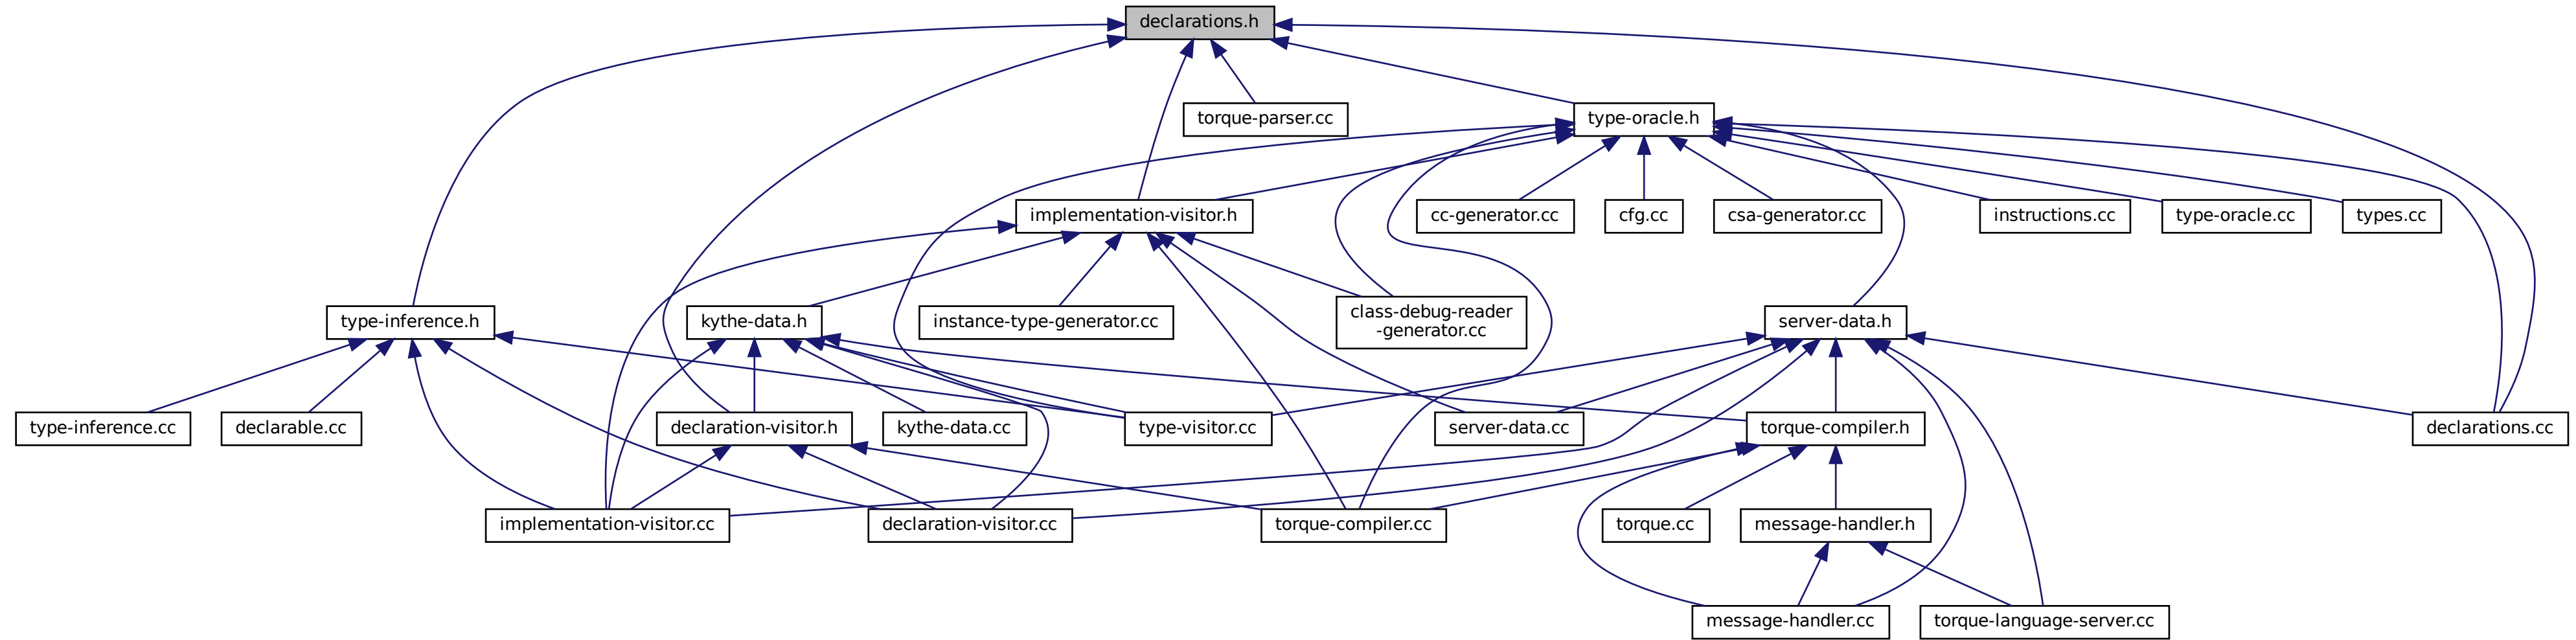 declarations.h
torque-parser.cc
type-oracle.h
implementation-visitor.h
cc-generator.cc
cfg.cc
csa-generator.cc
instructions.cc
type-oracle.cc
types.cc
type-inference.h
kythe-data.h
instance-type-generator.cc
class-debug-reader
-generator.cc
server-data.h
type-inference.cc
declarable.cc
declaration-visitor.h
kythe-data.cc
type-visitor.cc
server-data.cc
torque-compiler.h
declarations.cc
implementation-visitor.cc
declaration-visitor.cc
torque-compiler.cc
torque.cc
message-handler.h
message-handler.cc
torque-language-server.cc